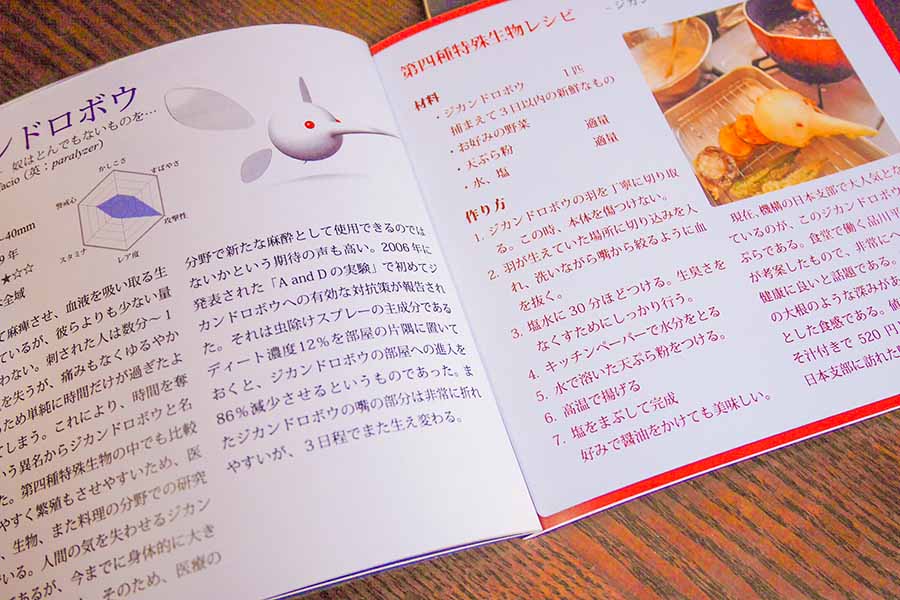 ンドロボウ
奴はとんでもないものを…
tacio (英：paralyzer)
かしこさ
すばやさ
警戒心
攻撃性
スタミナ
レア度
~40mm
9年
★☆☆
全域
て麻痺させ、血液を吸い取る生
ているが、彼らよりも少ない量
わない。刺された人は数分～1
を失うが、痛みもなくゆるやか
ため単純に時間だけが過ぎたよ
てしまう。これにより、時間を奪
いう異名からジカンドロボウと名
た。第四種特殊生物の中でも比較
やすく繁殖もさせやすいため、医
、生物、また料理の分野での研究
いる。人間の気を失わせるジカン
あるが、今までに身体的に大き
そのため、医療の
分野で新たな麻酔として使用できるのでは
ないかという期待の声も高い。2006年に
発表された「A and Dの実験」で初めてジ
カンドロボウへの有効な対抗策が報告され
た。それは虫除けスプレーの主成分である
ディート濃度12%を部屋の片隅に置いて
おくと、ジカンドロボウの部屋への進入を
86%減少させるというものであった。ま
たジカンドロボウの嘴の部分は非常に折れ
やすいが、3日程でまた生え変わる。
第四種特殊生物レシピ
材料
・ジカンドロボウ 1匹
捕まえて3日以内の新鮮なもの
・お好みの野菜 適量
・天ぷら粉 適量
・水、塩
作り方
1. ジカンドロボウの羽を丁寧に切り取
る。この時、本体を傷つけない。
2. 羽が生えていた場所に切り込みを入
れ、洗いながら嘴から絞るように血
を抜く。
3. 塩水に30分ほどつける。生臭さを
なくすためにしっかり行う。
4. キッチンペーパーで水分をとる
5. 水で溶いた天ぷら粉をつける。
6. 高温で揚げる
7. 塩をまぶして完成
好みで醤油をかけても美味しい。
現在、機構の日本支部で大人気とな
ているのが、このジカンドロボウ
ぷらである。食堂で働く品川平
が考案したもので、非常にヘ
健康に良いと話題である。
の大根のような深みがあ
とした食感である。値
そ汁付きで520円
日本支部に訪れた際